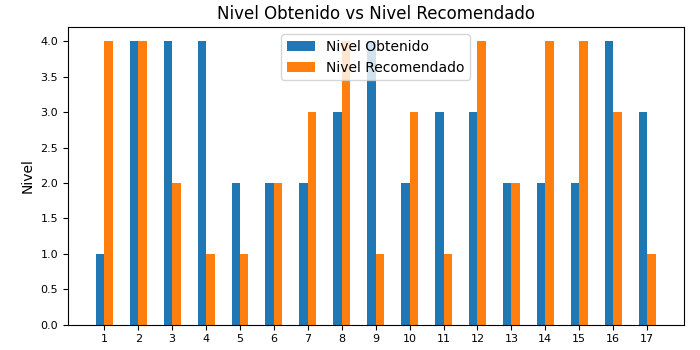 Nivel Obtenido vs Nivel Recomendado
Nivel Obtenido
Nivel Recomendado
Nivel
4.0
3.5
3.0
2.5
2.0
1.5
1.0
0.5
0.0
1 2 3 4 5 6 7 8 9 10 11 12 13 14 15 16 17